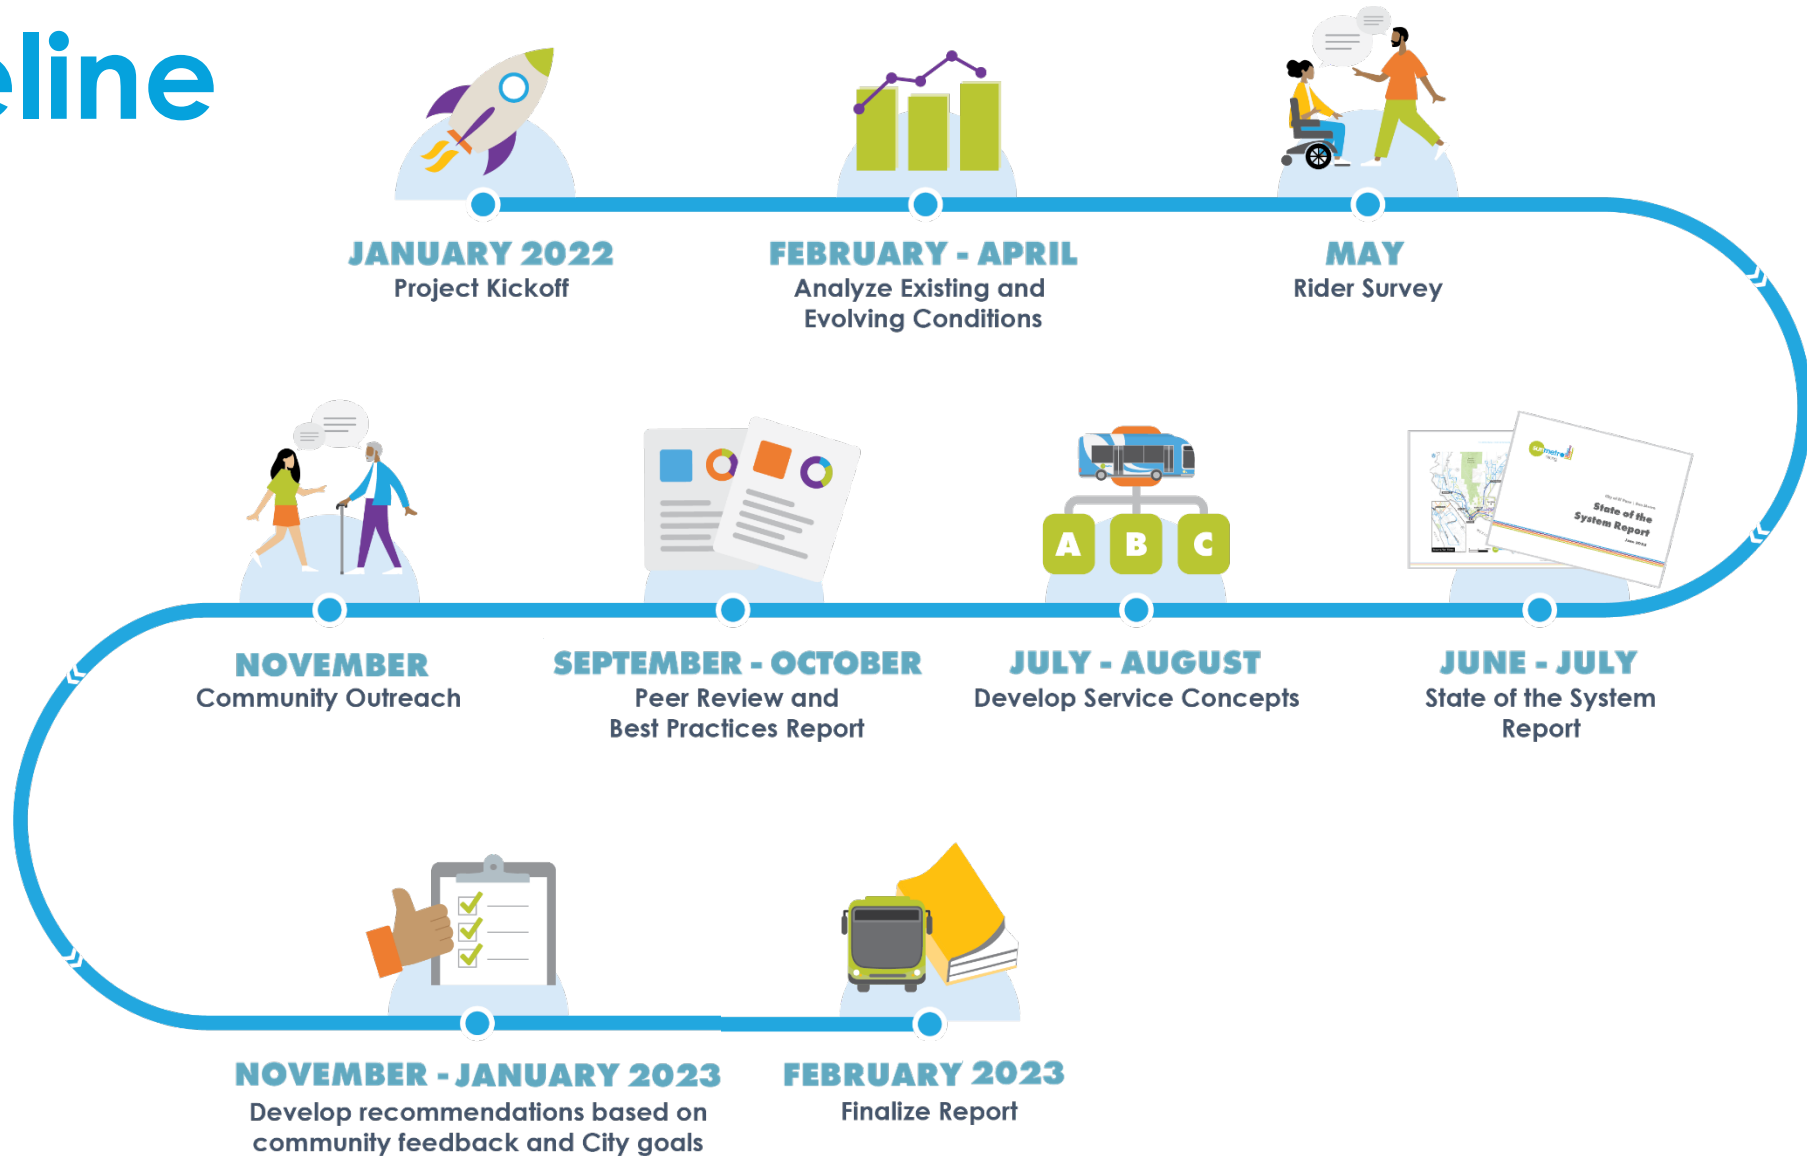 eline
JANUARY 2022
Project Kickoff
FEBRUARY - APRIL
Analyze Existing and
Evolving Conditions
MAY
Rider Survey
sun metro
State of the
System Report
JUNE - JULY
State of the System
Report
A B C
JULY - AUGUST
Develop Service Concepts
SEPTEMBER - OCTOBER
Peer Review and
Best Practices Report
NOVEMBER
Community Outreach
NOVEMBER - JANUARY 2023
Develop recommendations based on
community feedback and City goals
FEBRUARY 2023
Finalize Report